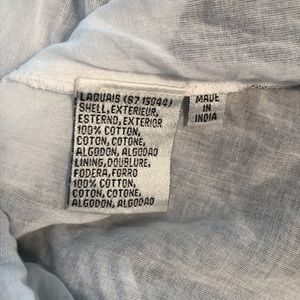 LAQUAIS (S7 15044)
SHELL, EXTERIEUR,
ESTERNO, EXTERIOR
100% COTTON,
COTON, COTONE,
ALGODON, ALGODAO
LINING, DOUBLURE,
FODERA, FORRO
100% COTTON,
COTON, COTONE,
ALGODON, ALGODAO
MADE
IN
INDIA